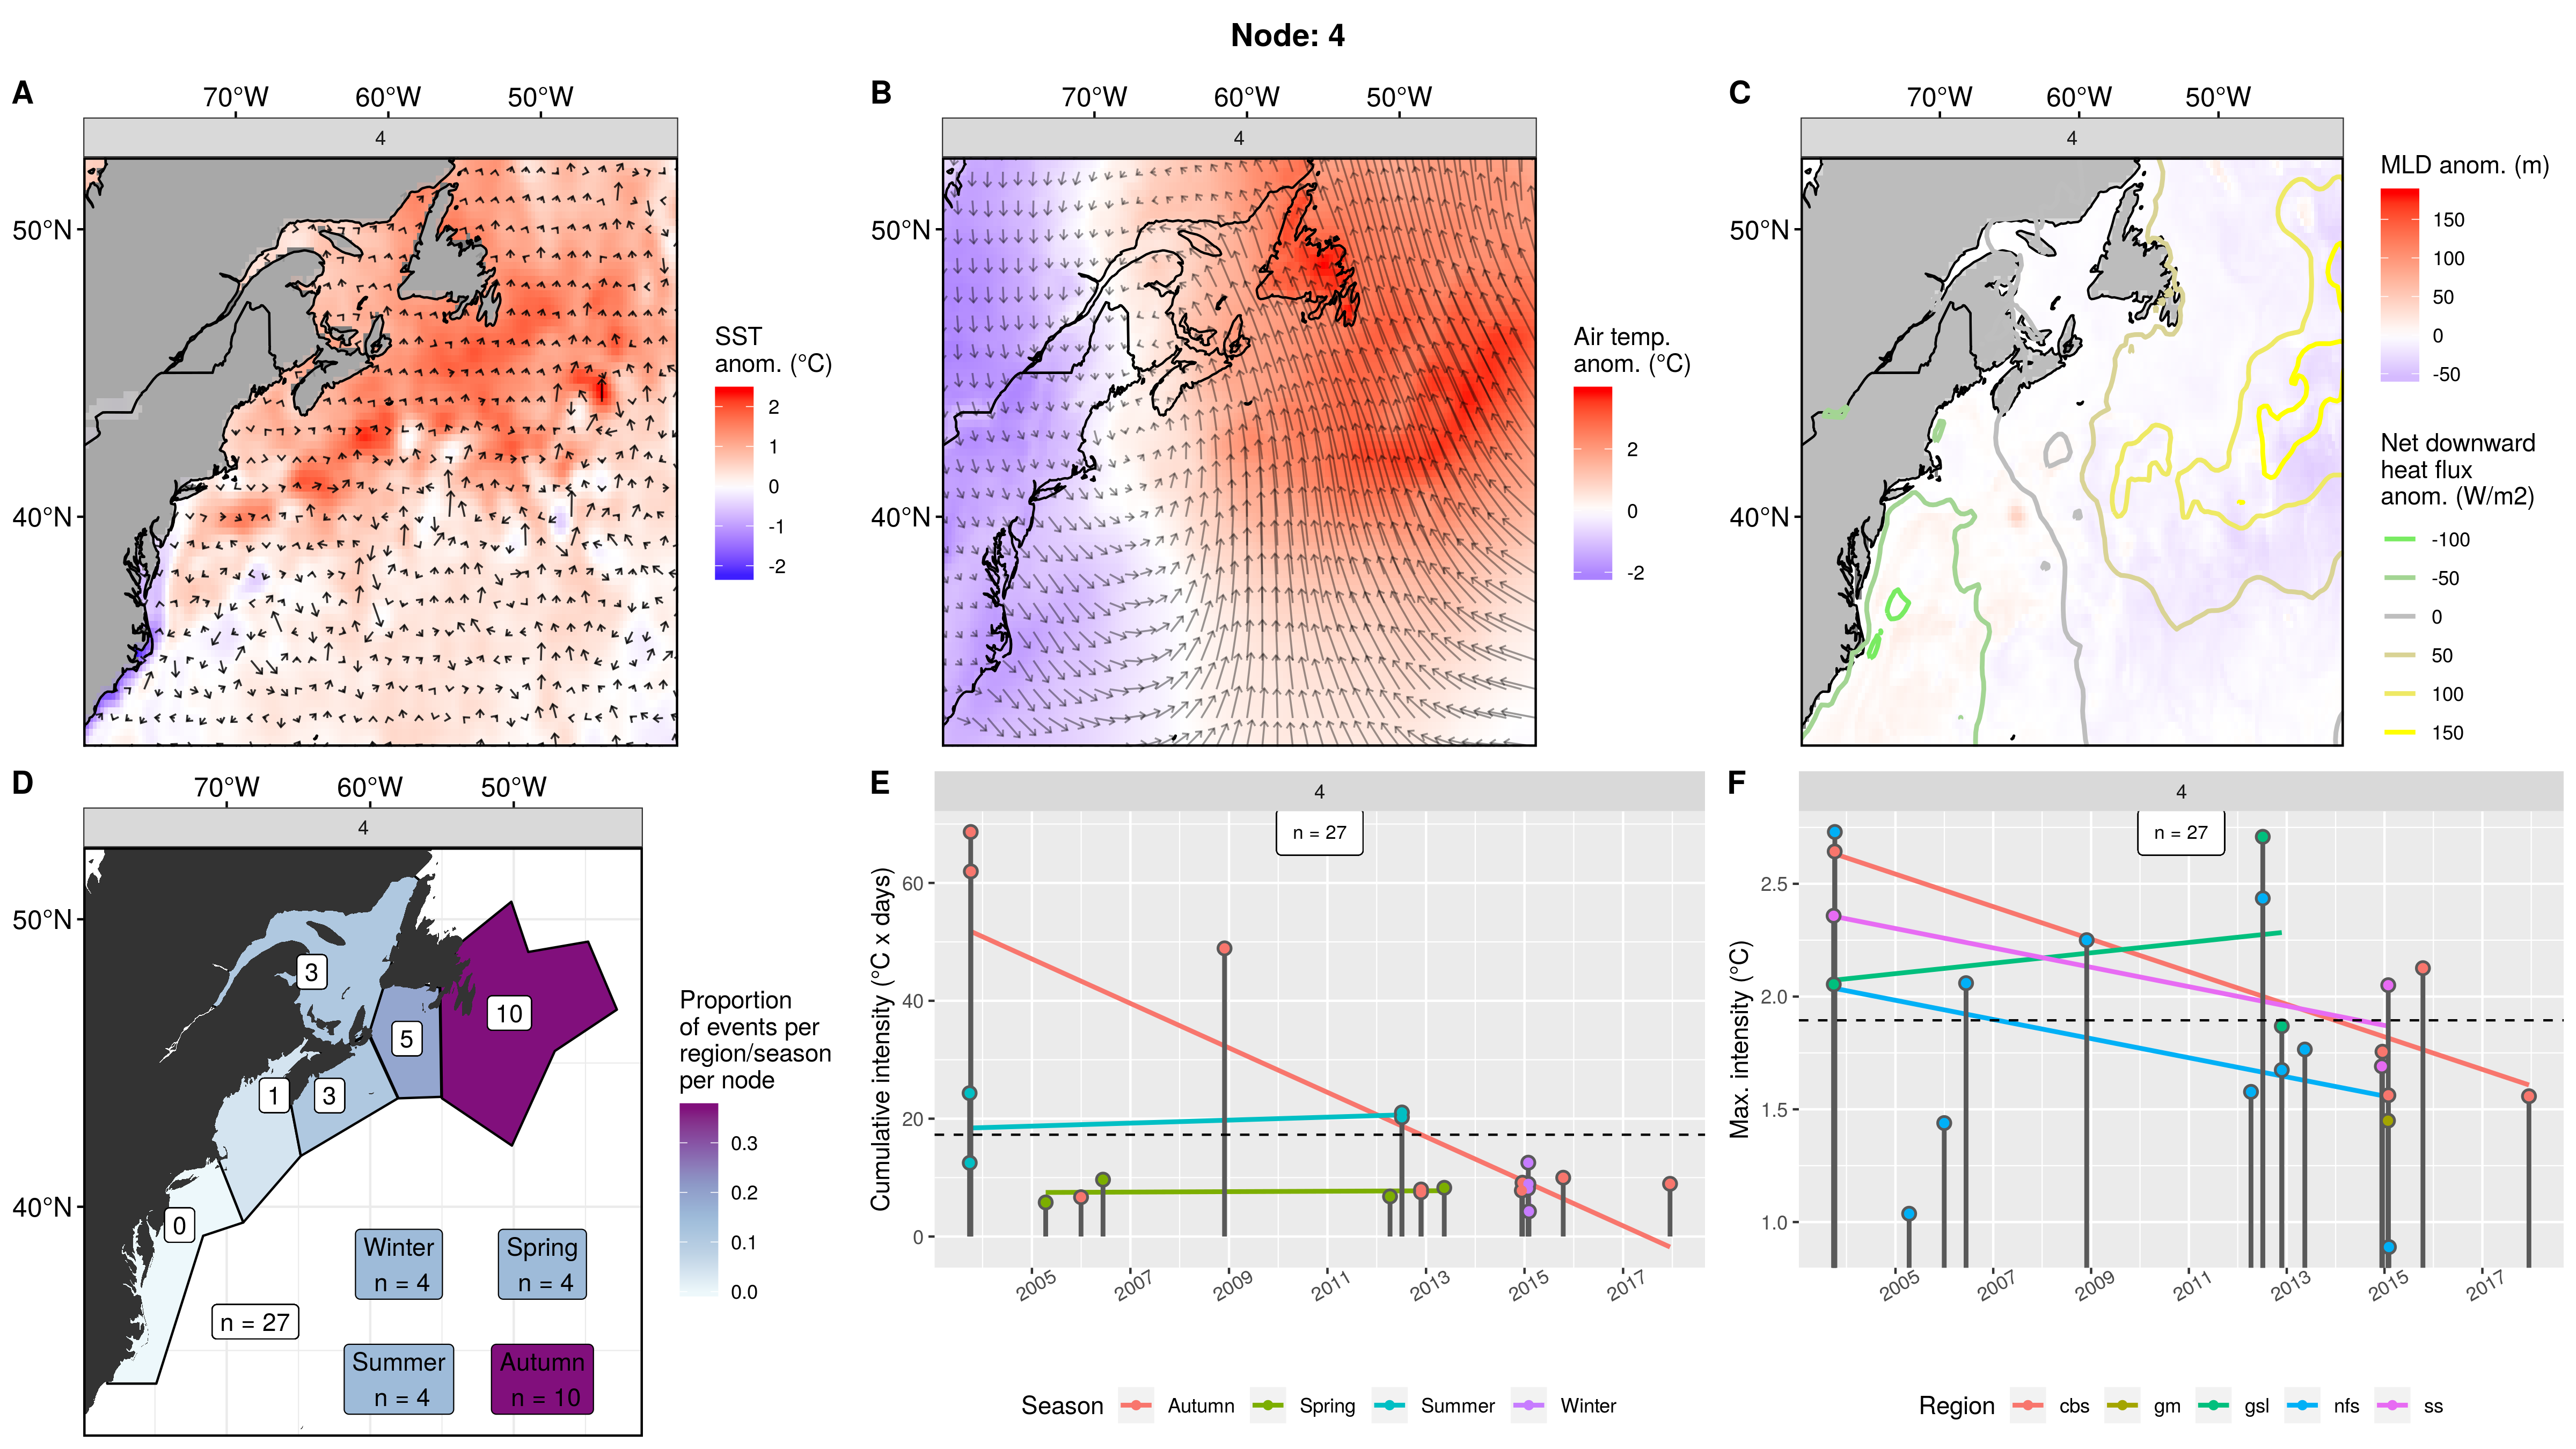 Node: 4
A
70°W 60°W 50°W
4
50°N
40°N
SST
anom. (°C)
2
1
0
-1
-2
B
70°W 60°W 50°W
4
50°N
40°N
Air temp.
anom. (°C)
2
0
-2
C
70°W 60°W 50°W
4
50°N
40°N
MLD anom. (m)
150
100
50
0
-50
Net downward
heat flux
anom. (W/m2)
-100
-50
0
50
100
150
D
70°W 60°W 50°W
4
50°N
40°N
3
10
5
1
3
0
n = 27
Winter
n = 4
Spring
n = 4
Summer
n = 4
Autumn
n = 10
Proportion
of events per
region/season
per node
0.3
0.2
0.1
0.0
E
4
n = 27
Cumulative intensity (°C x days)
60
40
20
0
2005 2007 2009 2011 2013 2015 2017
Season Autumn Spring Summer Winter
F
4
n = 27
Max. intensity (°C)
2.5
2.0
1.5
1.0
2005 2007 2009 2011 2013 2015 2017
Region cbs gm gsl nfs ss